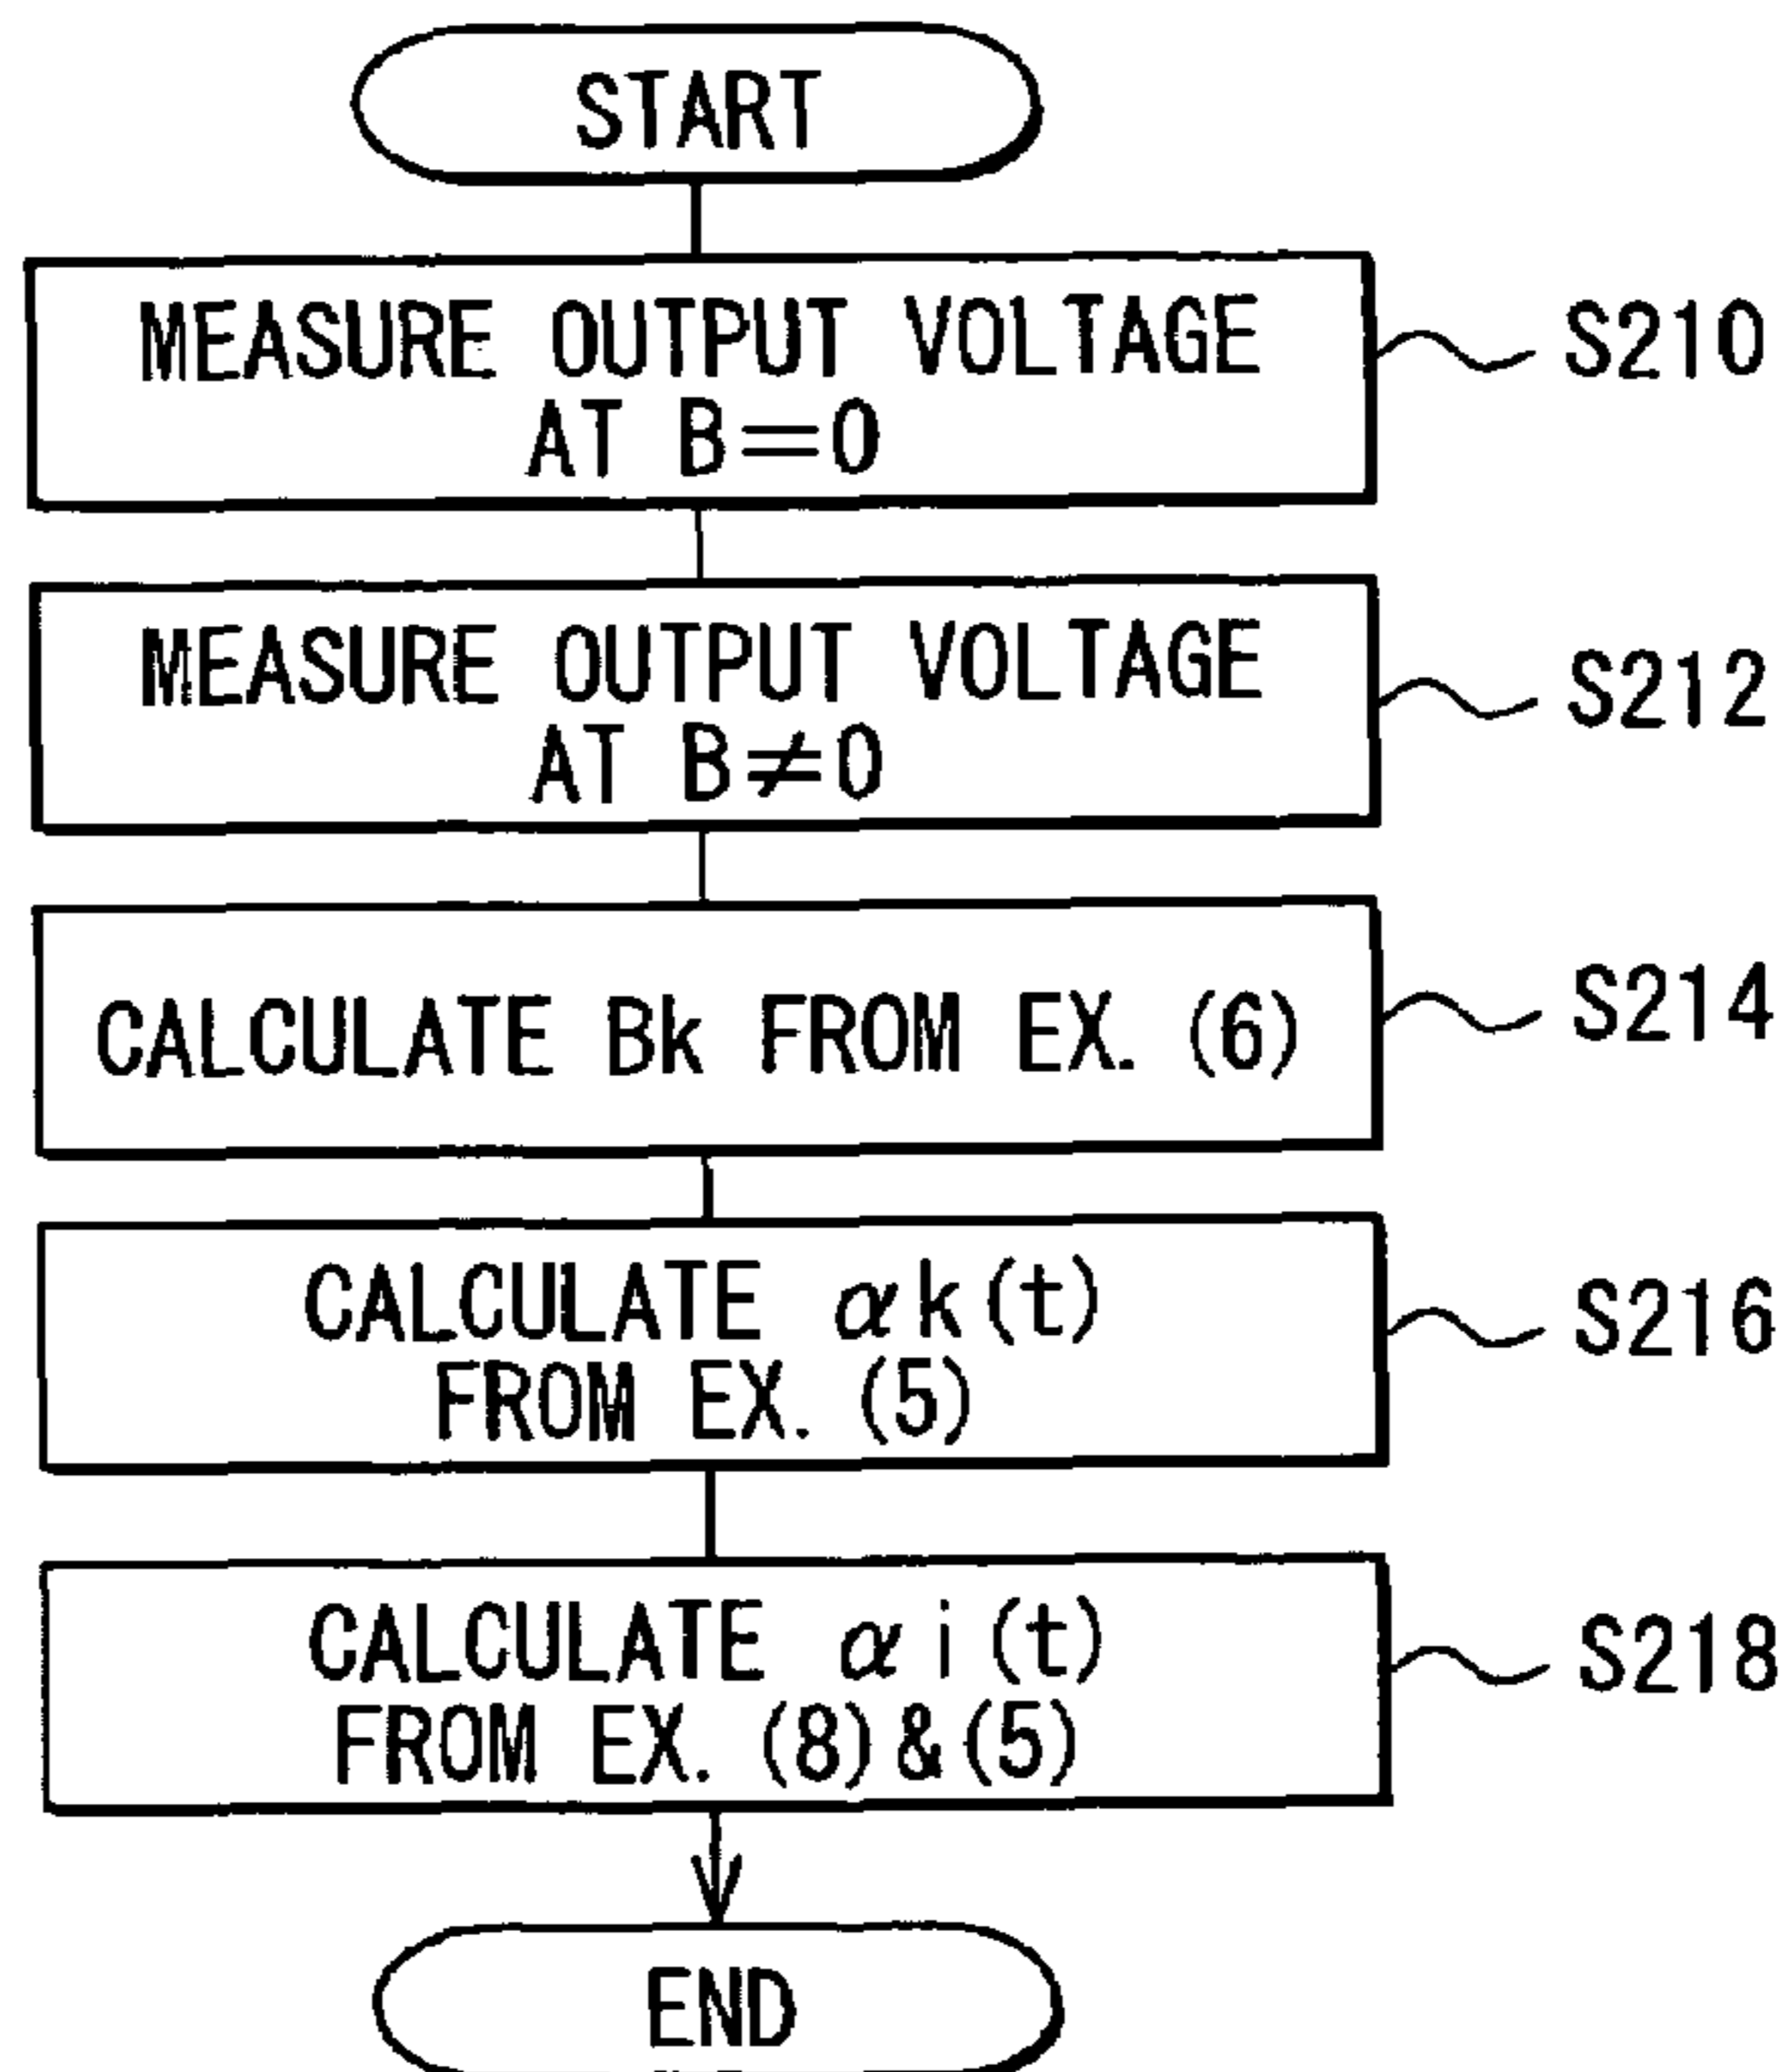 START
MEASURE OUTPUT VOLTAGE
AT B=0
S210
MEASURE OUTPUT VOLTAGE
AT B≠0
S212
CALCULATE Bk FROM EX. (6)
S214
CALCULATE αk(t)
FROM EX. (5)
S216
CALCULATE αi(t)
FROM EX. (8)&(5)
S218
END